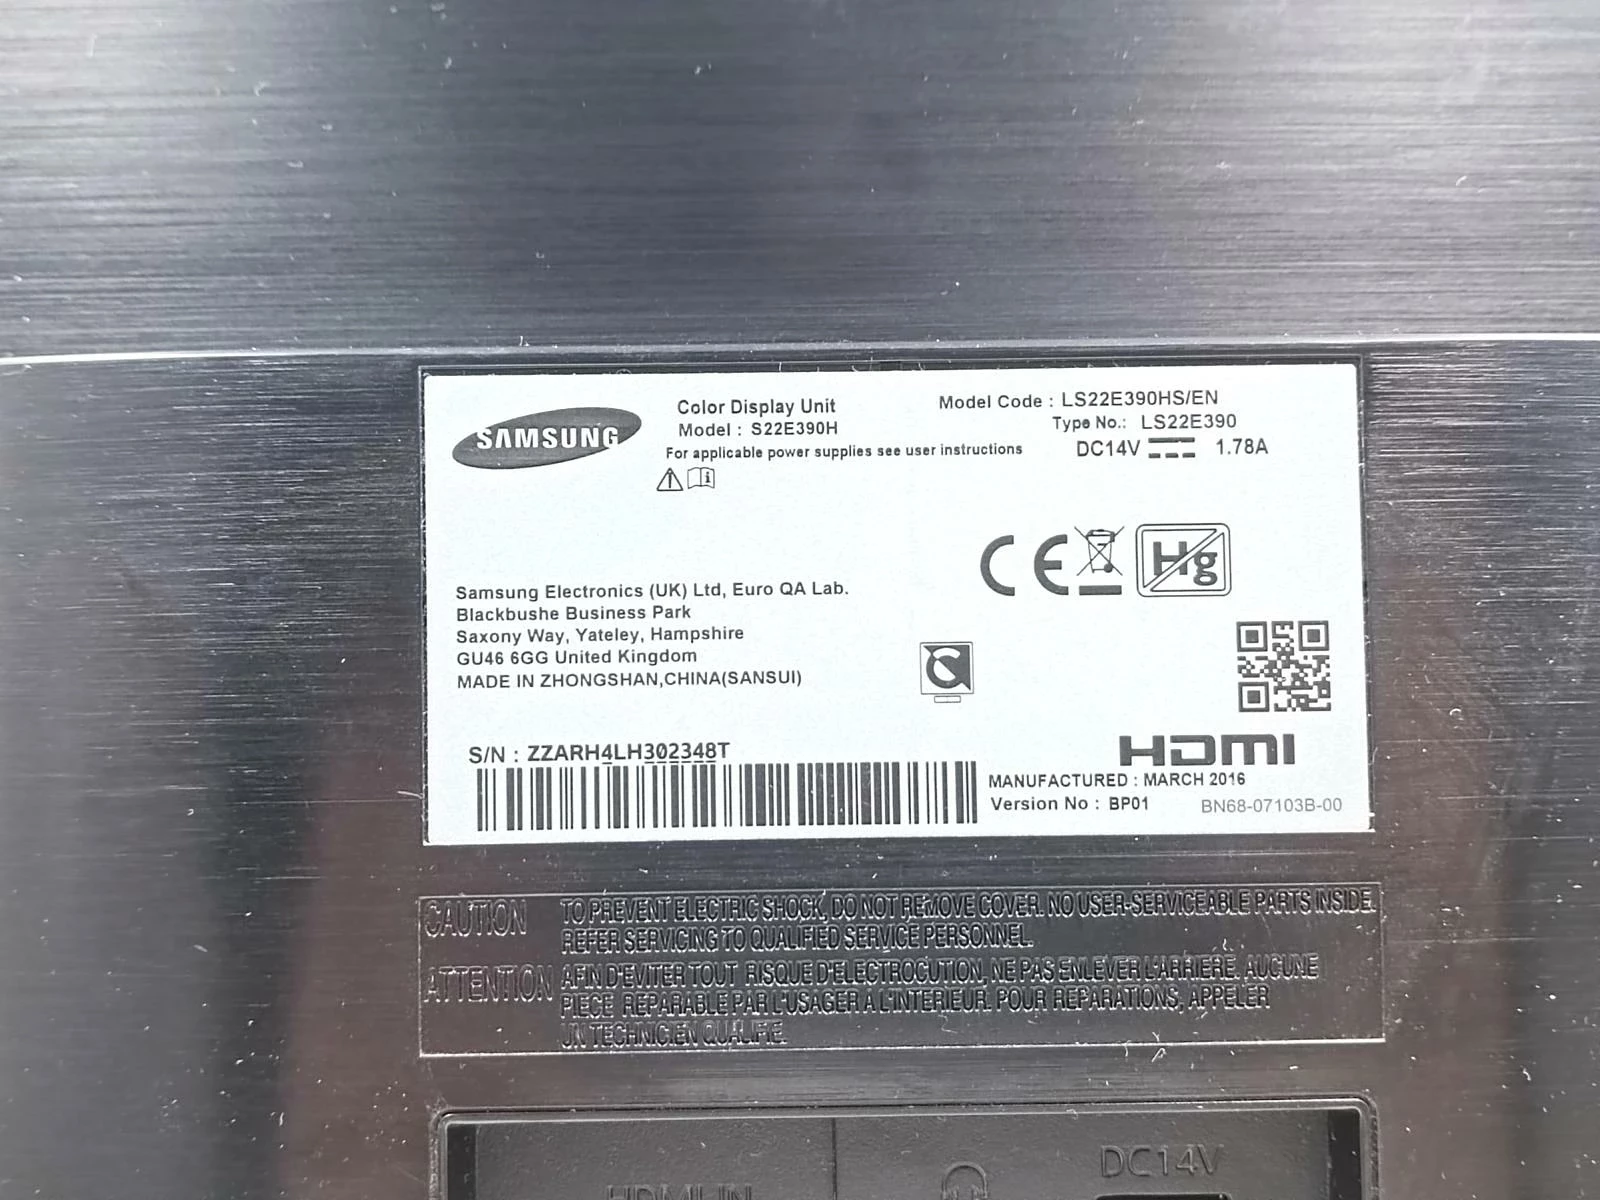 SAMSUNG
Color Display Unit
Model : S22E390H
For applicable power supplies see user instructions
Model Code : LS22E390HS/EN
Type No.: LS22E390
DC14V 1.78A
CE
Hg
Samsung Electronics (UK) Ltd, Euro QA Lab.
Blackbushe Business Park
Saxony Way, Yateley, Hampshire
GU46 6GG United Kingdom
MADE IN ZHONGSHAN,CHINA(SANSUI)
S/N : ZZARH4LH302348T
HDMI
MANUFACTURED : MARCH 2016
Version No : BP01
BN68-07103B-00
CAUTION TO PREVENT ELECTRIC SHOCK, DO NOT REMOVE COVER. NO USER-SERVICEABLE PARTS INSIDE.
REFER SERVICING TO QUALIFIED SERVICE PERSONNEL.
ATTENTION AFIN D'EVITER TOUT RISQUE D'ELECTROCUTION, NE PAS ENLEVER L'ARRIERE. AUCUNE
PIECE REPARABLE PAR L'USAGER A L'INTERIEUR. POUR REPARATIONS, APPELER
UN TECHNICIEN QUALIFIE.
HDMI IN
DC14V